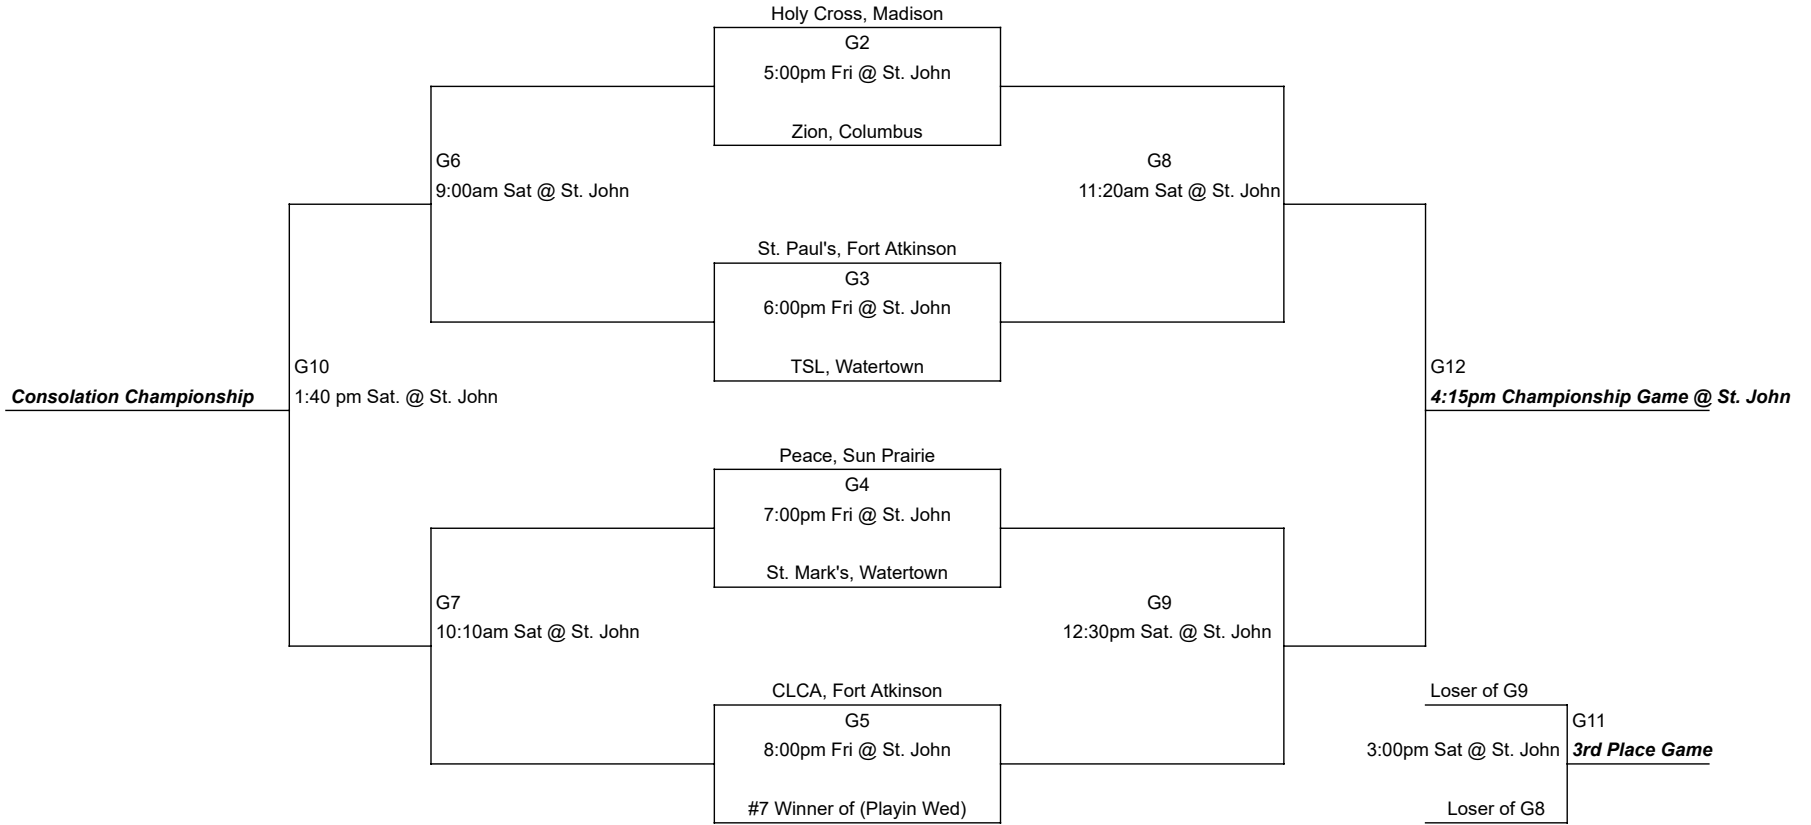 Holy Cross, Madison
G2
5:00pm Fri @ St. John
Zion, Columbus
G6
G8
9:00am Sat @ St. John
11:20am Sat @ St. John
St. Paul's, Fort Atkinson
G3
6:00pm Fri @ St. John
TSL, Watertown
G10
G12
Consolation Championship
1:40 pm Sat. @ St. John
4:15pm Championship Game @ St. John
Peace, Sun Prairie
G4
7:00pm Fri @ St. John
St. Mark's, Watertown
G7
G9
10:10am Sat @ St. John
12:30pm Sat. @ St. John
CLCA, Fort Atkinson
Loser of G9
G5
G11
8:00pm Fri @ St. John
3:00pm Sat @ St. John
3rd Place Game
#7 Winner of (Playin Wed)
Loser of G8